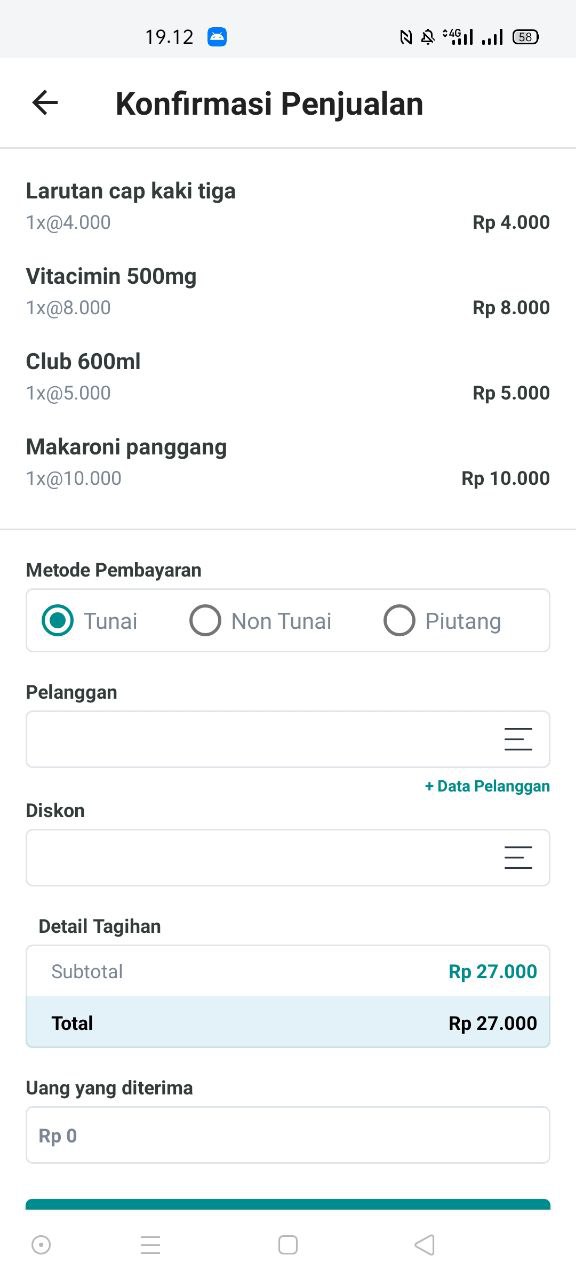 19.12
4G
58
Konfirmasi Penjualan
Larutan cap kaki tiga
1x@4.000 Rp 4.000
Vitacimin 500mg
1x@8.000 Rp 8.000
Club 600ml
1x@5.000 Rp 5.000
Makaroni panggang
1x@10.000 Rp 10.000
Metode Pembayaran
Tunai Non Tunai Piutang
Pelanggan
+ Data Pelanggan
Diskon
Detail Tagihan
Subtotal Rp 27.000
Total Rp 27.000
Uang yang diterima
Rp 0